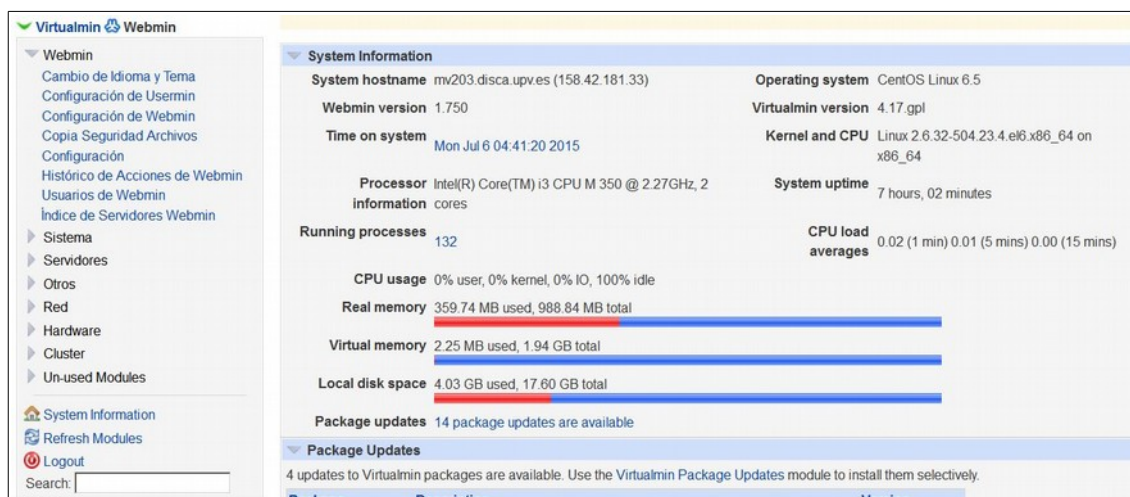 Virtualmin Webmin
Webmin
Cambio de Idioma y Tema
Configuración de Usermin
Configuración de Webmin
Copia Seguridad Archivos
Configuración
Histórico de Acciones de Webmin
Usuarios de Webmin
Índice de Servidores Webmin
Sistema
Servidores
Otros
Red
Hardware
Cluster
Un-used Modules
System Information
Refresh Modules
Logout
Search:
System Information
System hostname mv203.disca.upv.es (158.42.181.33)
Operating system CentOS Linux 6.5
Webmin version 1.750
Virtualmin version 4.17.gpl
Time on system Mon Jul 6 04:41:20 2015
Kernel and CPU Linux 2.6.32-504.23.4.el6.x86_64 on
x86_64
Processor Intel(R) Core(TM) i3 CPU M 350 @ 2.27GHz, 2
information cores
System uptime 7 hours, 02 minutes
Running processes 132
CPU load
averages 0.02 (1 min) 0.01 (5 mins) 0.00 (15 mins)
CPU usage 0% user, 0% kernel, 0% IO, 100% idle
Real memory 359.74 MB used, 988.84 MB total
Virtual memory 2.25 MB used, 1.94 GB total
Local disk space 4.03 GB used, 17.60 GB total
Package updates 14 package updates are available
Package Updates
4 updates to Virtualmin packages are available. Use the Virtualmin Package Updates module to install them selectively.